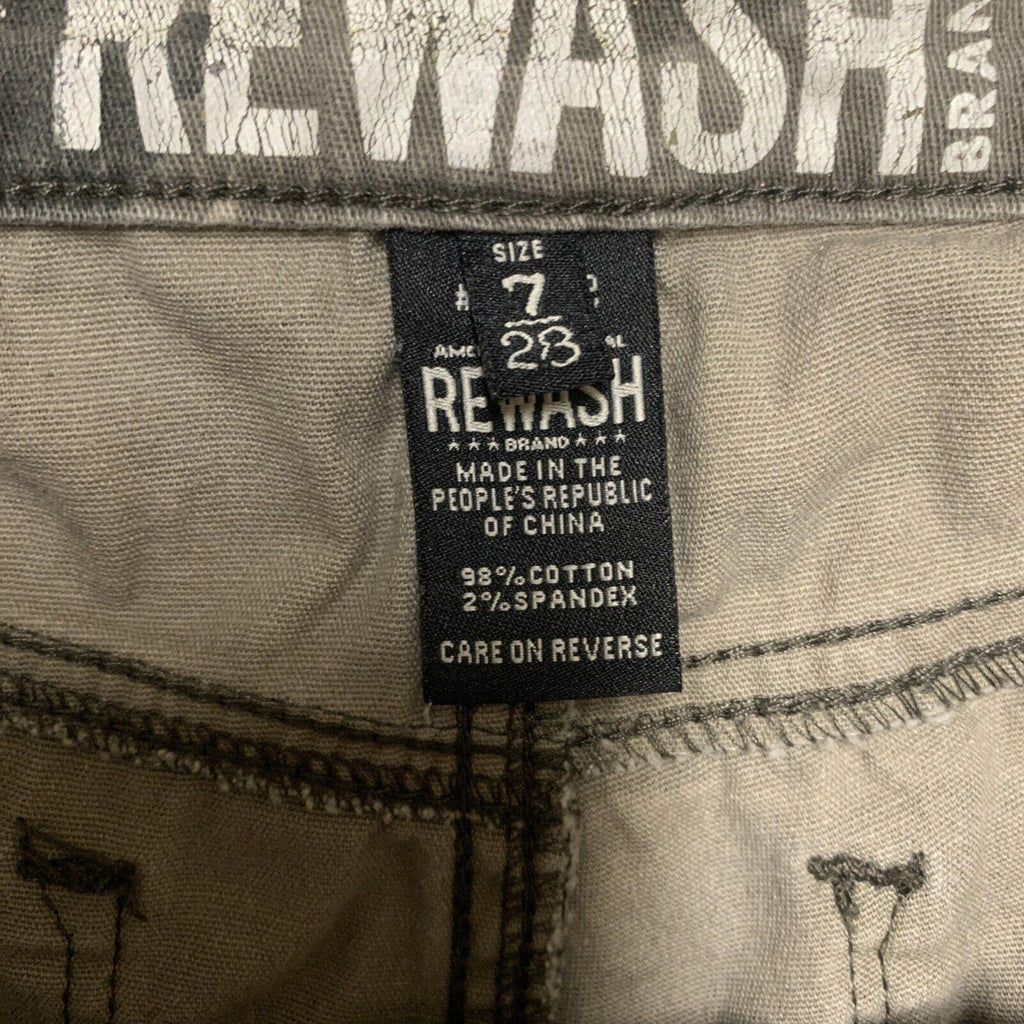 REWASH
BRAN
SIZE
7
28
REWASH
BRAND
MADE IN THE
PEOPLE'S REPUBLIC
OF CHINA
98% COTTON
2% SPANDEX
CARE ON REVERSE